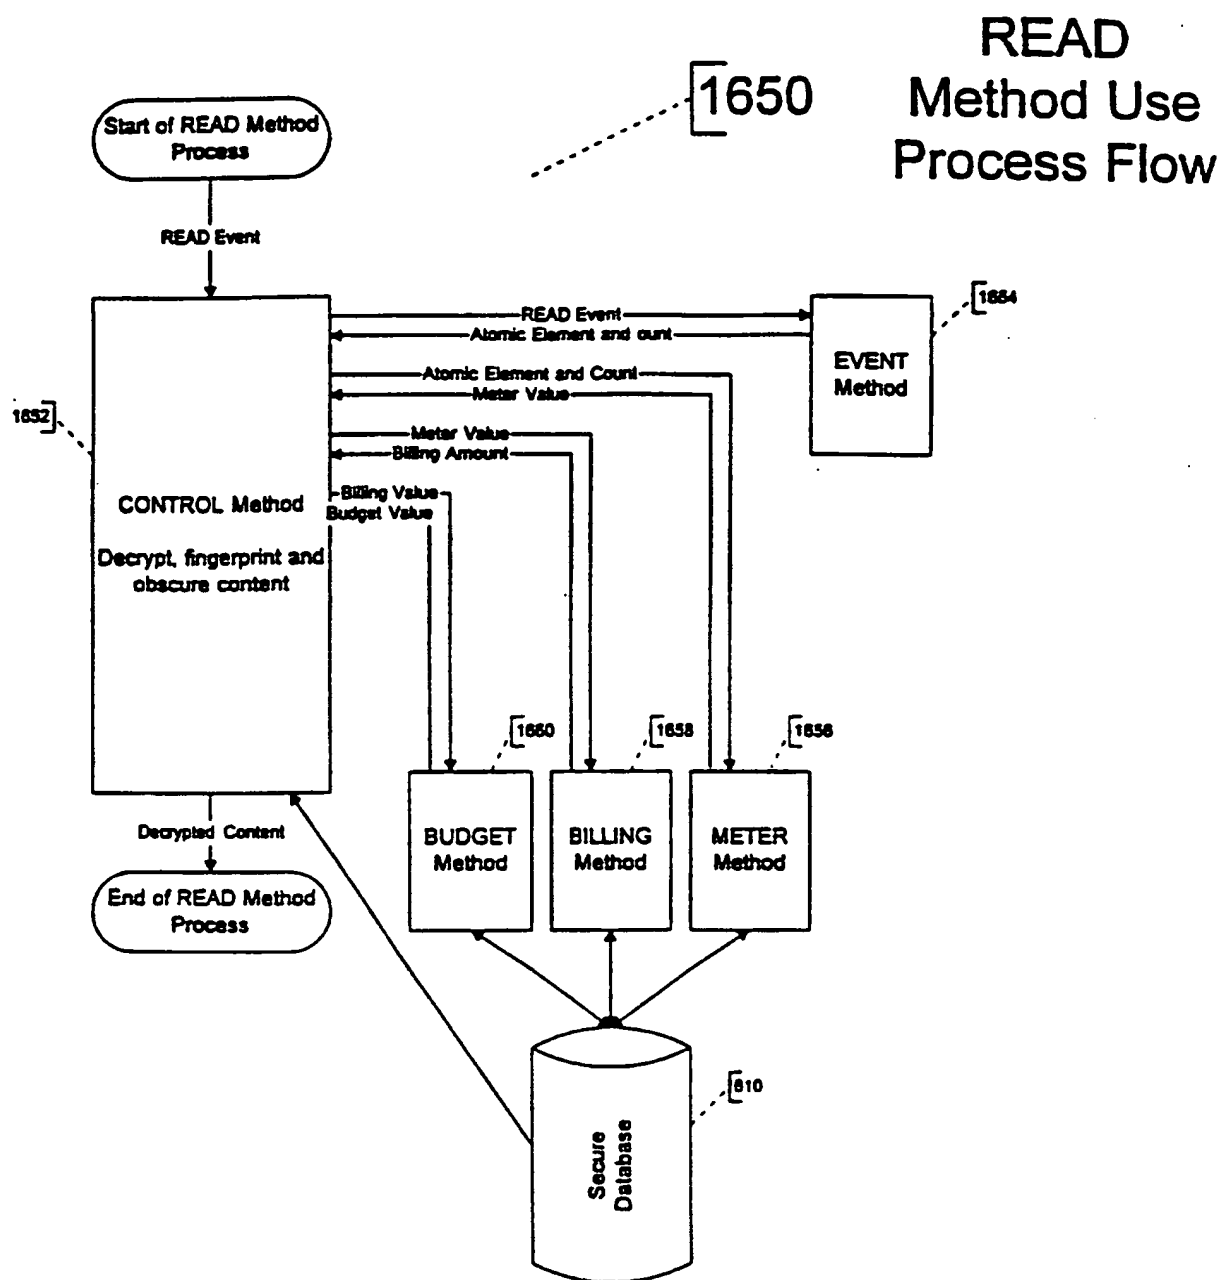 READ
1650
Method Use
Process Flow
Start of READ Method
Process
READ Event
READ Event
1654
Atomic Element and ount
EVENT
Method
Atomic Element and Count
Meter Value
1652
Meter Value
Billing Amount
Billing Value
Budget Value
CONTROL Method
Decrypt, fingerprint and
obscure content
1660
1658
1656
Decrypted Content
BUDGET
Method
BILLING
Method
METER
Method
End of READ Method
Process
610
Secure
Database